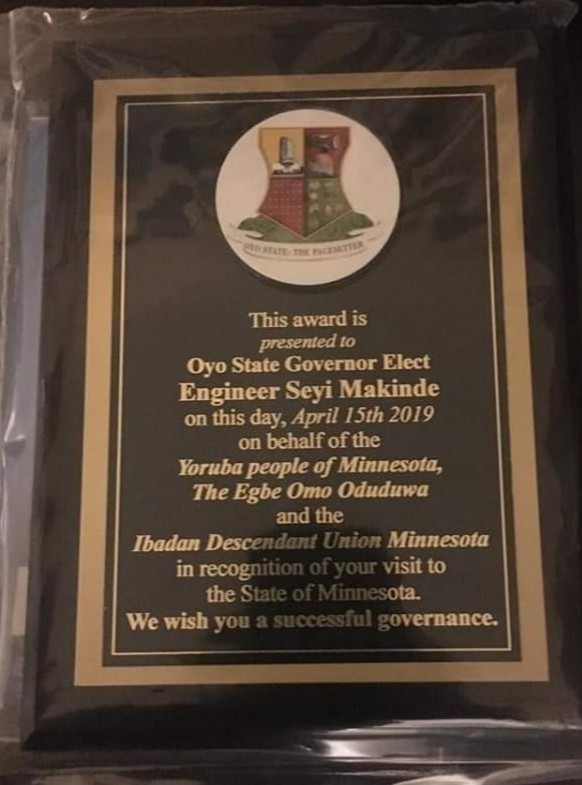 OYO STATE: THE PACESETTER
This award is
presented to
Oyo State Governor Elect
Engineer Seyi Makinde
on this day, April 15th 2019
on behalf of the
Yoruba people of Minnesota,
The Egbe Omo Oduduwa
and the
Ibadan Descendant Union Minnesota
in recognition of your visit to
the State of Minnesota.
We wish you a successful governance.